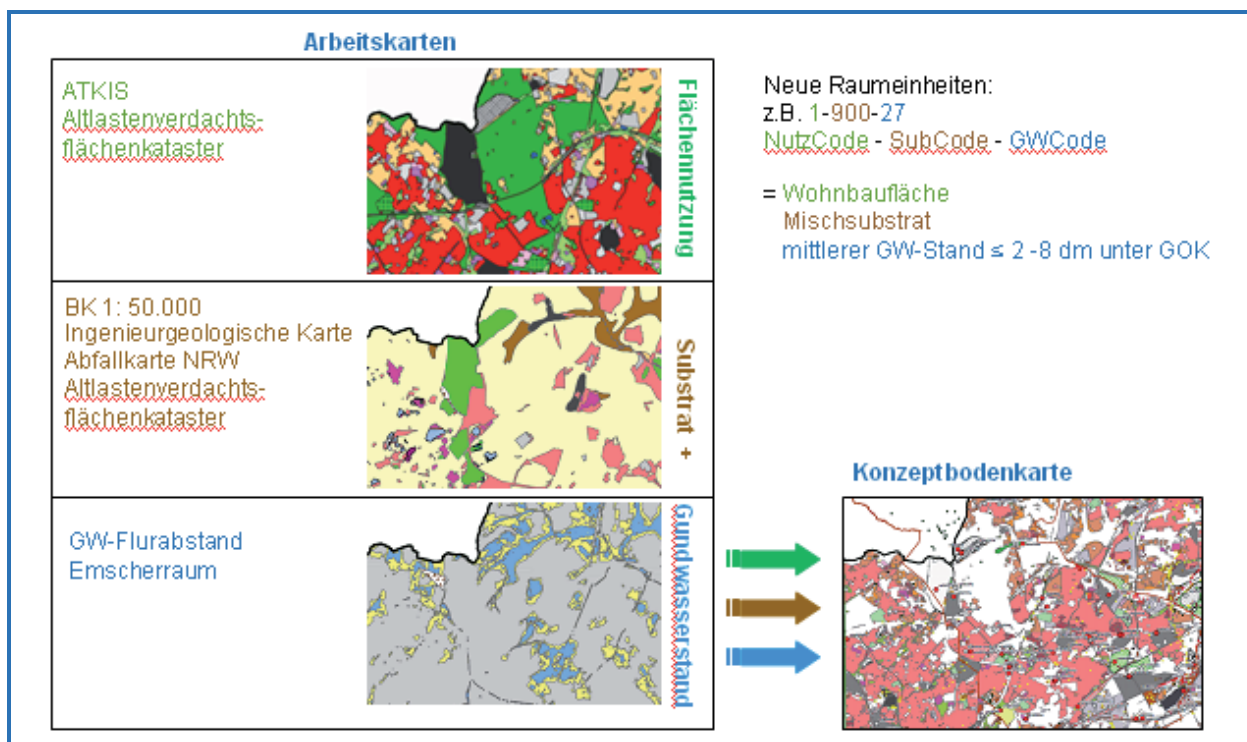 Arbeitskarten
ATKIS
Altlastenverdachts-
flächenkataster
Flächennutzung
BK 1: 50.000
Ingenieurgeologische Karte
Abfallkarte NRW
Altlastenverdachts-
flächenkataster
Substrat +
GW-Flurabstand
Emscherraum
Gundwasserstand
Neue Raumeinheiten:
z.B. 1-900-27
NutzCode - SubCode - GWCode
= Wohnbaufläche
Mischsubstrat
mittlerer GW-Stand ≤ 2 -8 dm unter GOK
Konzeptbodenkarte